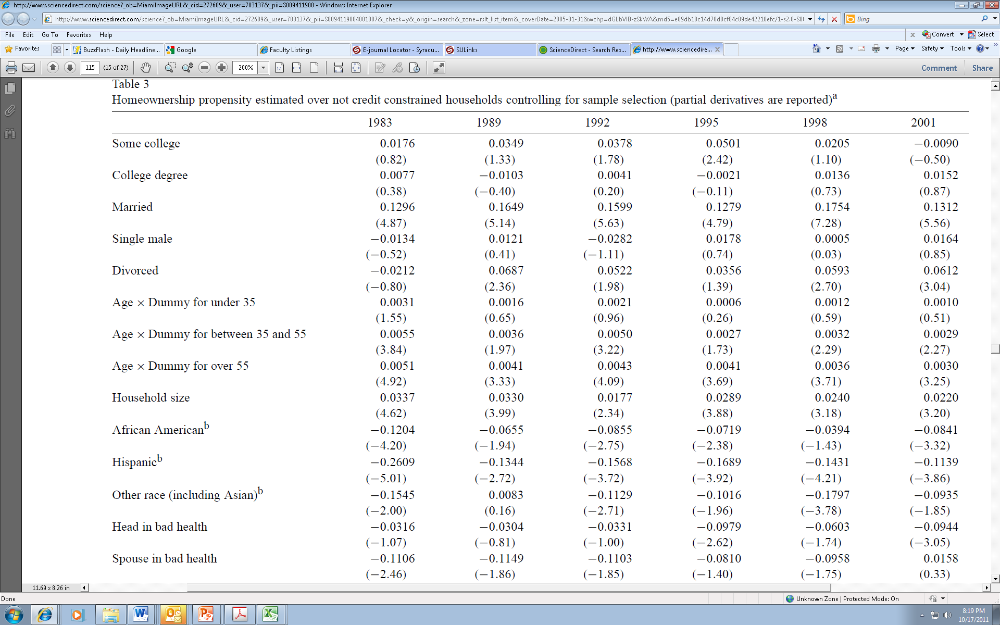 http://www.sciencedirect.com/science?_ob=MiamiImageURL&_cid=272609&_user=783137&_pii=S009411900 - Windows Internet Explorer
http://www.sciencedirect.com/science?_ob=MiamiImageURL&_cid=272609&_user=783137&_pii=S0094119004001007&_check=y&_origin=search&_zone=rslt_list_item&_coverDate=2005-01-31&wchp=dGLbVlB-zSkWA&md5=e09db18c14d70d0cf04c89de42210efc/1-s2.0-S0 Bing
File Edit Go To Favorites Help
x Convert Select
Favorites BuzzFlash - Daily Headline... Google Faculty Listings E-journal Locator - Syracu... SULinks ScienceDirect - Search Res... http://www.sciencedire... Page Safety Tools
115 (15 of 27) 200% Comment Share
Table 3
Homeownership propensity estimated over not credit constrained households controlling for sample selection (partial derivatives are reported)a
1983 1989 1992 1995 1998 2001
Some college 0.0176 0.0349 0.0378 0.0501 0.0205 −0.0090
(0.82) (1.33) (1.78) (2.42) (1.10) (−0.50)
College degree 0.0077 −0.0103 0.0041 −0.0021 0.0136 0.0152
(0.38) (−0.40) (0.20) (−0.11) (0.73) (0.87)
Married 0.1296 0.1649 0.1599 0.1279 0.1754 0.1312
(4.87) (5.14) (5.63) (4.79) (7.28) (5.56)
Single male −0.0134 0.0121 −0.0282 0.0178 0.0005 0.0164
(−0.52) (0.41) (−1.11) (0.74) (0.03) (0.85)
Divorced −0.0212 0.0687 0.0522 0.0356 0.0593 0.0612
(−0.80) (2.36) (1.98) (1.39) (2.70) (3.04)
Age × Dummy for under 35 0.0031 0.0016 0.0021 0.0006 0.0012 0.0010
(1.55) (0.65) (0.96) (0.26) (0.59) (0.51)
Age × Dummy for between 35 and 55 0.0055 0.0036 0.0050 0.0027 0.0032 0.0029
(3.84) (1.97) (3.22) (1.73) (2.29) (2.27)
Age × Dummy for over 55 0.0051 0.0041 0.0043 0.0041 0.0036 0.0030
(4.92) (3.33) (4.09) (3.69) (3.71) (3.25)
Household size 0.0337 0.0330 0.0177 0.0289 0.0240 0.0220
(4.62) (3.99) (2.34) (3.88) (3.18) (3.20)
African Americanb −0.1204 −0.0655 −0.0855 −0.0719 −0.0394 −0.0841
(−4.20) (−1.94) (−2.75) (−2.38) (−1.43) (−3.32)
Hispanicb −0.2609 −0.1344 −0.1568 −0.1689 −0.1431 −0.1139
(−5.01) (−2.72) (−3.72) (−3.92) (−4.21) (−3.86)
Other race (including Asian)b −0.1545 0.0083 −0.1129 −0.1016 −0.1797 −0.0935
(−2.00) (0.16) (−2.71) (−1.96) (−3.78) (−1.85)
Head in bad health −0.0316 −0.0304 −0.0331 −0.0979 −0.0603 −0.0944
(−1.07) (−0.81) (−1.00) (−2.62) (−1.74) (−3.05)
Spouse in bad health −0.1106 −0.1149 −0.1103 −0.0810 −0.0958 0.0158
(−2.46) (−1.86) (−1.85) (−1.40) (−1.75) (0.33)
11.69 x 8.26 in
Done Unknown Zone | Protected Mode: On
8:19 PM
10/17/2011